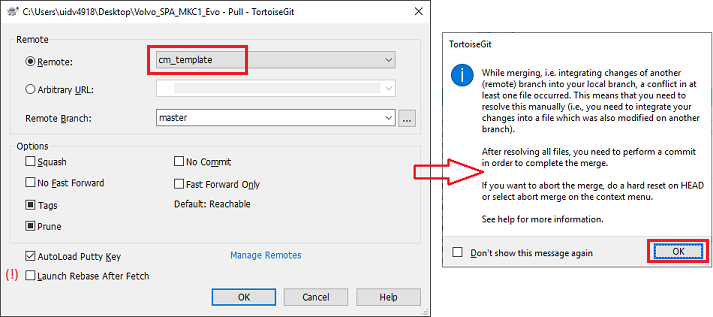 C:\Users\uidv4918\Desktop\Volvo_SPA_MKC1_Evo - Pull - TortoiseGit
Remote
Remote:
cm_template
Arbitrary URL:
Remote Branch:
master
...
Options
Squash
No Commit
No Fast Forward
Fast Forward Only
Tags
Default: Reachable
Prune
AutoLoad Putty Key
Manage Remotes
(!)
Launch Rebase After Fetch
OK
Cancel
Help
TortoiseGit
While merging, i.e. integrating changes of another
(remote) branch into your local branch, a conflict in at
least one file occurred. This means that you need to
resolve this manually (i.e., you need to integrate your
changes into a file which was also modified on another
branch).
After resolving all files, you need to perform a commit
in order to complete the merge.
If you want to abort the merge, do a hard reset on HEAD
or select abort merge on the context menu.
See help for more information.
Don't show this message again
OK